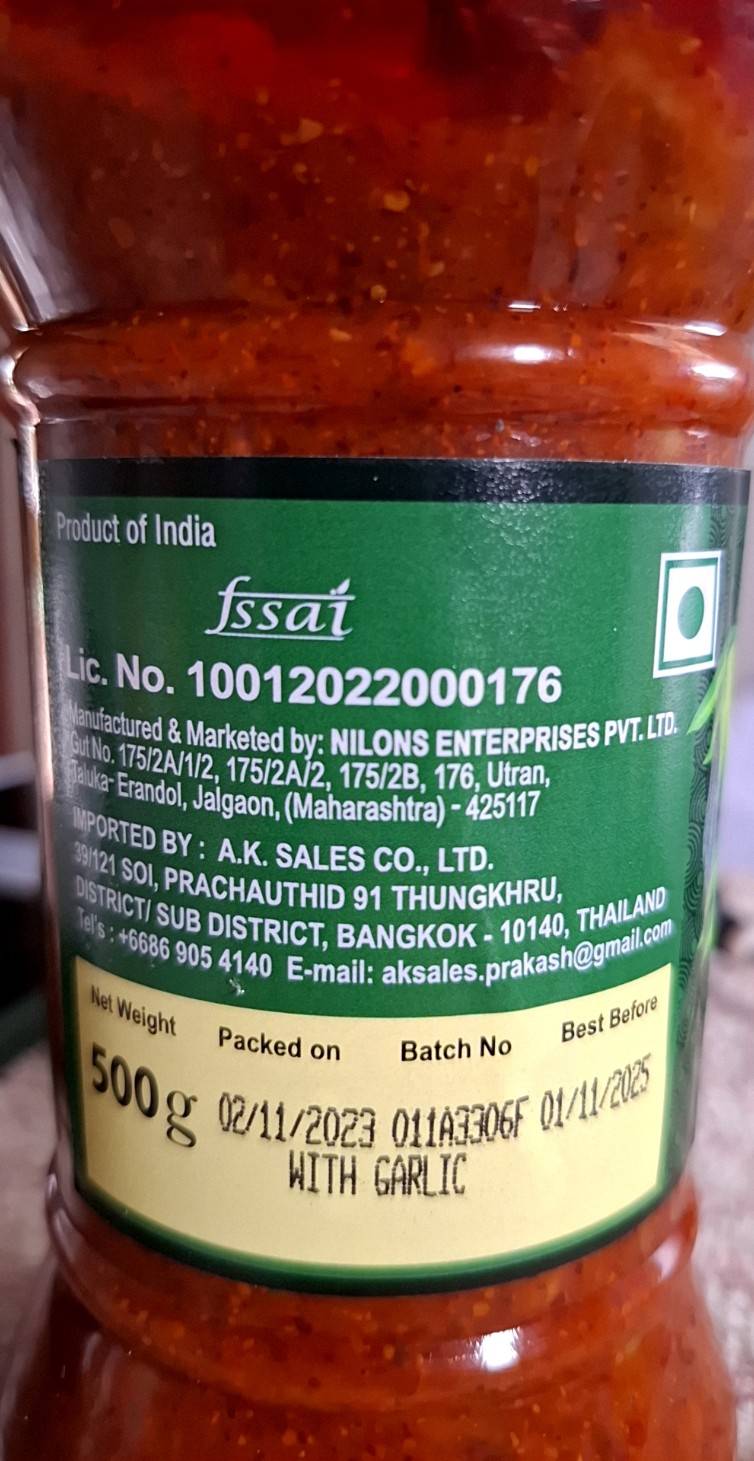 Product of India
fssai
Lic. No. 10012022000176
Manufactured & Marketed by: NILONS ENTERPRISES PVT. LTD.
Gut No. 175/2A/1/2, 175/2A/2, 175/2B, 176, Utran,
Taluka- Erandol, Jalgaon, (Maharashtra) - 425117
IMPORTED BY : A.K. SALES CO., LTD.
39/121 SOI, PRACHAUTHID 91 THUNGKHRU,
DISTRICT/ SUB DISTRICT, BANGKOK - 10140, THAILAND
Tel's : +6686 905 4140 E-mail: aksales.prakash@gmail.com
Net Weight Packed on Batch No Best Before
500g 02/11/2023 011A3306F 01/11/2025
WITH GARLIC